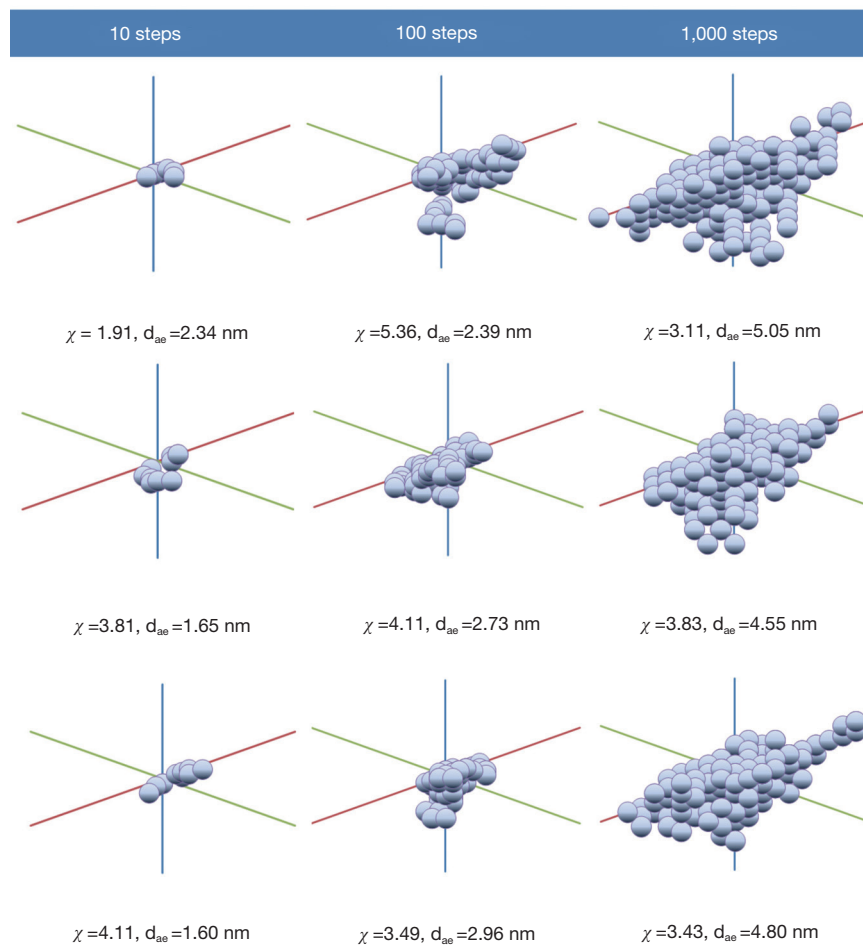 10 steps 100 steps 1,000 steps
χ = 1.91, dae =2.34 nm χ =5.36, dae =2.39 nm χ =3.11, dae =5.05 nm
χ =3.81, dae =1.65 nm χ =4.11, dae =2.73 nm χ =3.83, dae =4.55 nm
χ =4.11, dae =1.60 nm χ =3.49, dae =2.96 nm χ =3.43, dae =4.80 nm